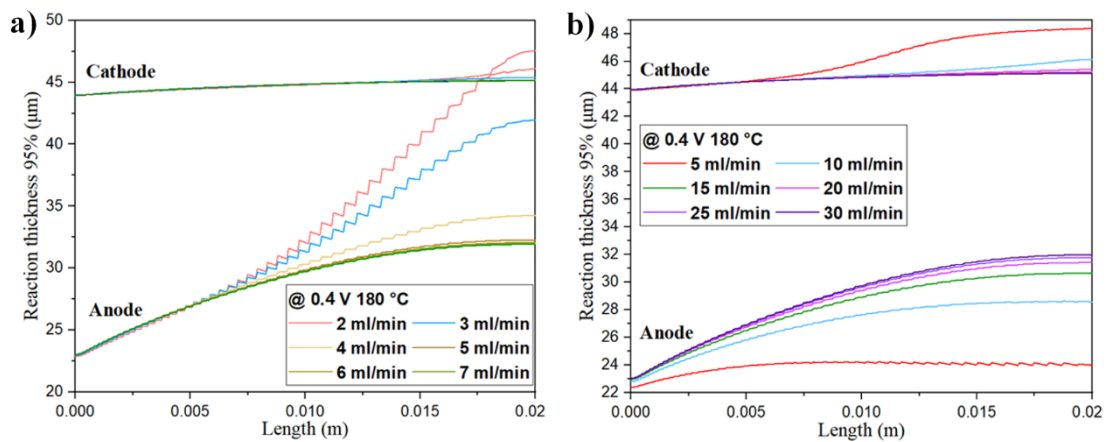 a)
Reaction thickness 95% (μm)
50
45
40
35
30
25
20
Cathode
Anode
@ 0.4 V 180 °C
2 ml/min 3 ml/min
4 ml/min 5 ml/min
6 ml/min 7 ml/min
0.000 0.005 0.010 0.015 0.02
Length (m)
b)
Reaction thickness 95% (μm)
48
46
44
42
40
38
36
34
32
30
28
26
24
22
Cathode
@ 0.4 V 180 °C
5 ml/min 10 ml/min
15 ml/min 20 ml/min
25 ml/min 30 ml/min
Anode
0.000 0.005 0.010 0.015 0.02
Length (m)